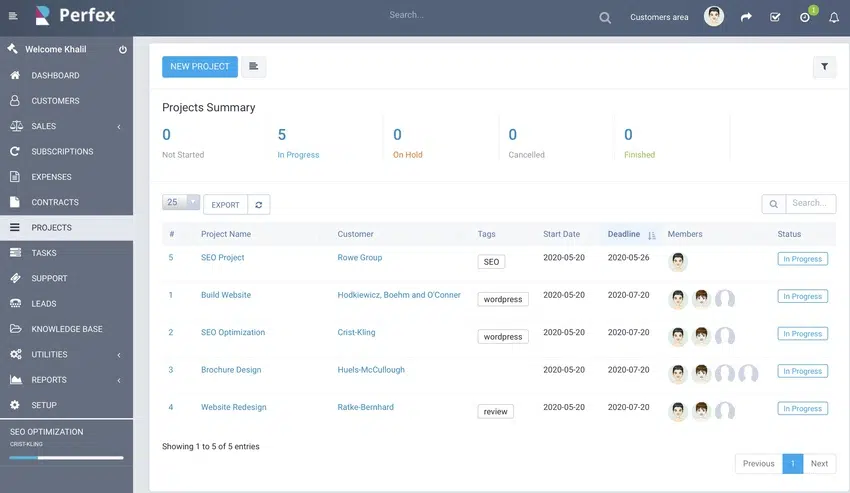 Perfex
Search...
Customers area
1
Welcome Khalil
DASHBOARD
CUSTOMERS
SALES
SUBSCRIPTIONS
EXPENSES
CONTRACTS
PROJECTS
TASKS
SUPPORT
LEADS
KNOWLEDGE BASE
UTILITIES
REPORTS
SETUP
SEO OPTIMIZATION
CRIST-KLING
NEW PROJECT
Projects Summary
0 5 0 0 0
Not Started In Progress On Hold Cancelled Finished
25 EXPORT Search...
# Project Name Customer Tags Start Date Deadline Members Status
5 SEO Project Rowe Group SEO 2020-05-20 2020-05-26 In Progress
1 Build Website Hodkiewicz, Boehm and O'Conner wordpress 2020-05-20 2020-07-20 In Progress
2 SEO Optimization Crist-Kling wordpress 2020-05-20 2020-07-20 In Progress
3 Brochure Design Huels-McCullough 2020-05-20 2020-07-20 In Progress
4 Website Redesign Ratke-Bernhard review 2020-05-20 2020-07-20 In Progress
Showing 1 to 5 of 5 entries
Previous 1 Next